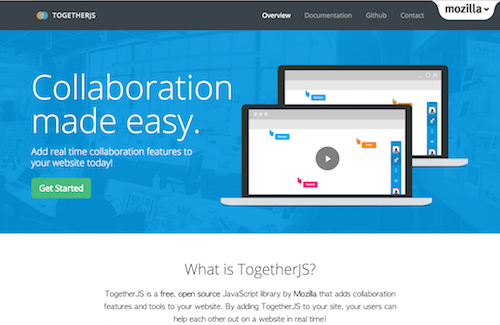 TOGETHERJS
Overview Documentation Github Contact
mozilla
Collaboration
made easy.
Add real time collaboration features to
your website today!
Get Started
What is TogetherJS?
TogetherJS is a free, open source JavaScript library by Mozilla that adds collaboration
features and tools to your website. By adding TogetherJS to your site, your users can
help each other out on a website in real time!